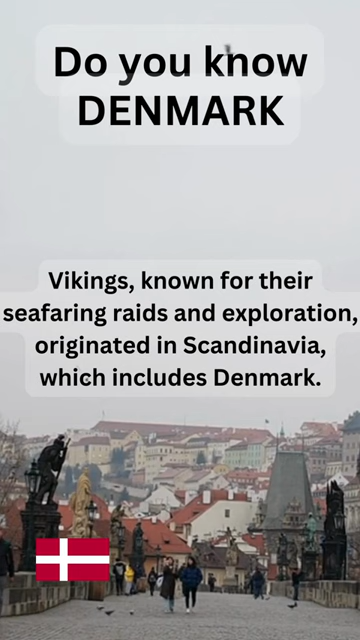 Do you know
DENMARK
Vikings, known for their
seafaring raids and exploration,
originated in Scandinavia,
which includes Denmark.